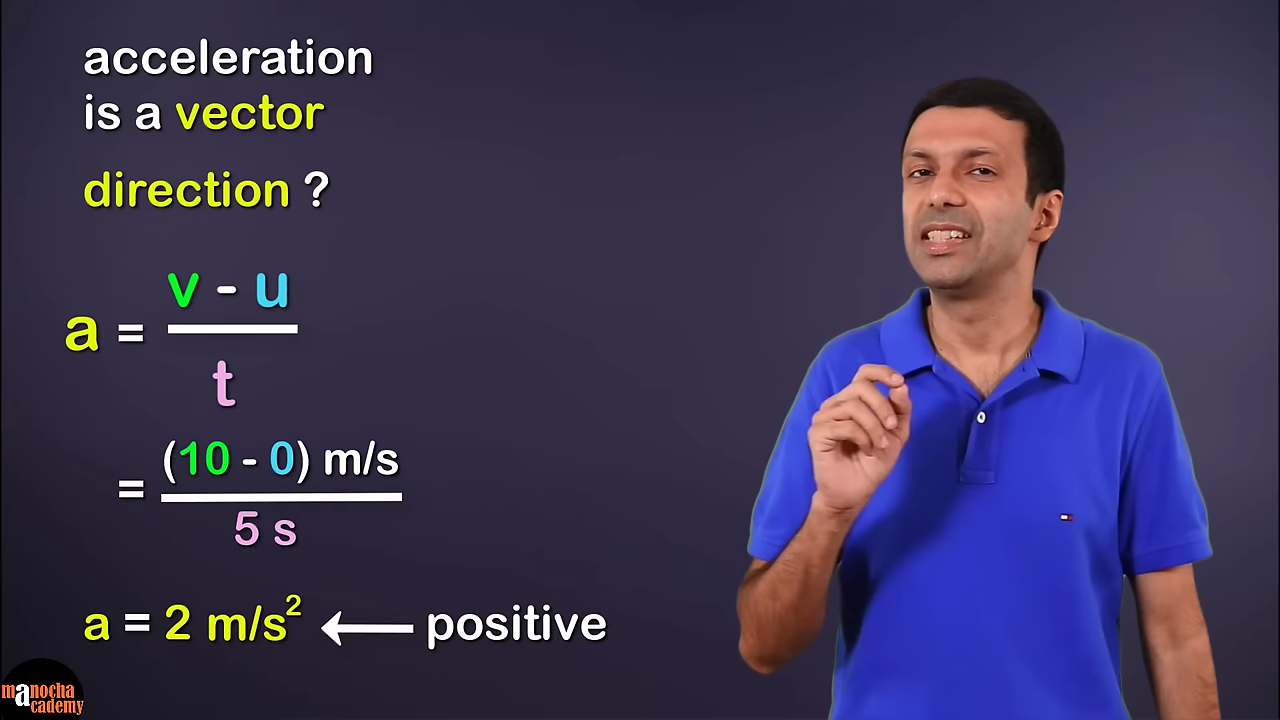 acceleration
is a vector
direction ?
a = v - u
t
= (10 - 0) m/s
5 s
a = 2 m/s² ← positive
manocha
academy